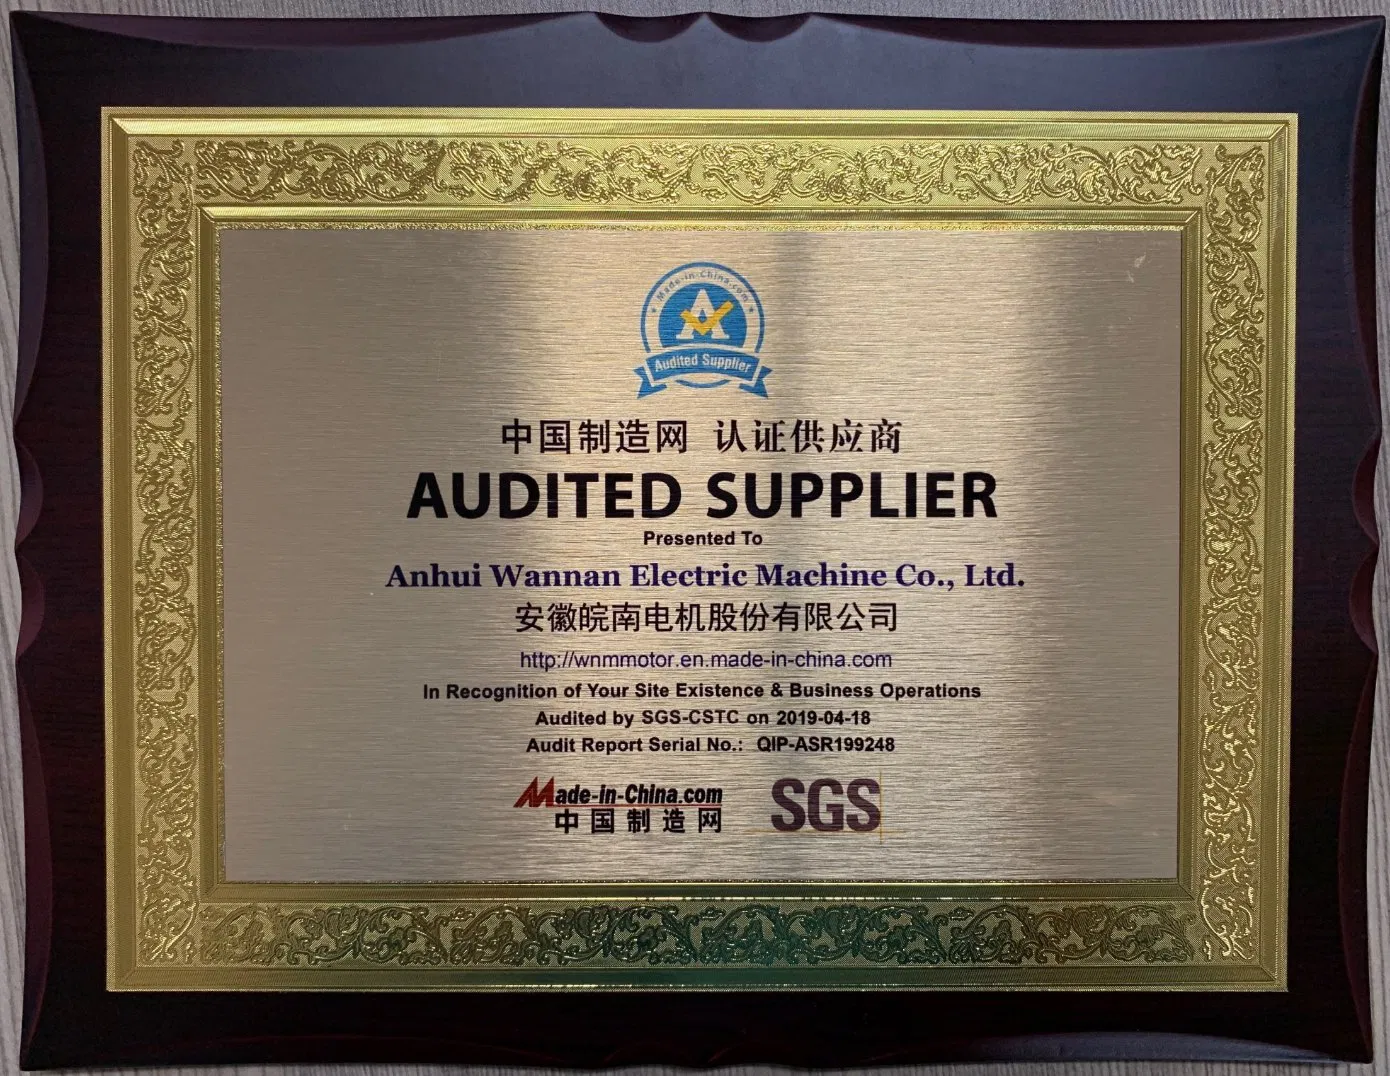 Made-in-China.com
A
Audited Supplier
中国制造网 认证供应商
AUDITED SUPPLIER
Presented To
Anhui Wannan Electric Machine Co., Ltd.
安徽皖南电机股份有限公司
http://wnmmotor.en.made-in-china.com
In Recognition of Your Site Existence & Business Operations
Audited by SGS-CSTC on 2019-04-18
Audit Report Serial No.: QIP-ASR199248
Made-in-China.com
中国制造网
SGS